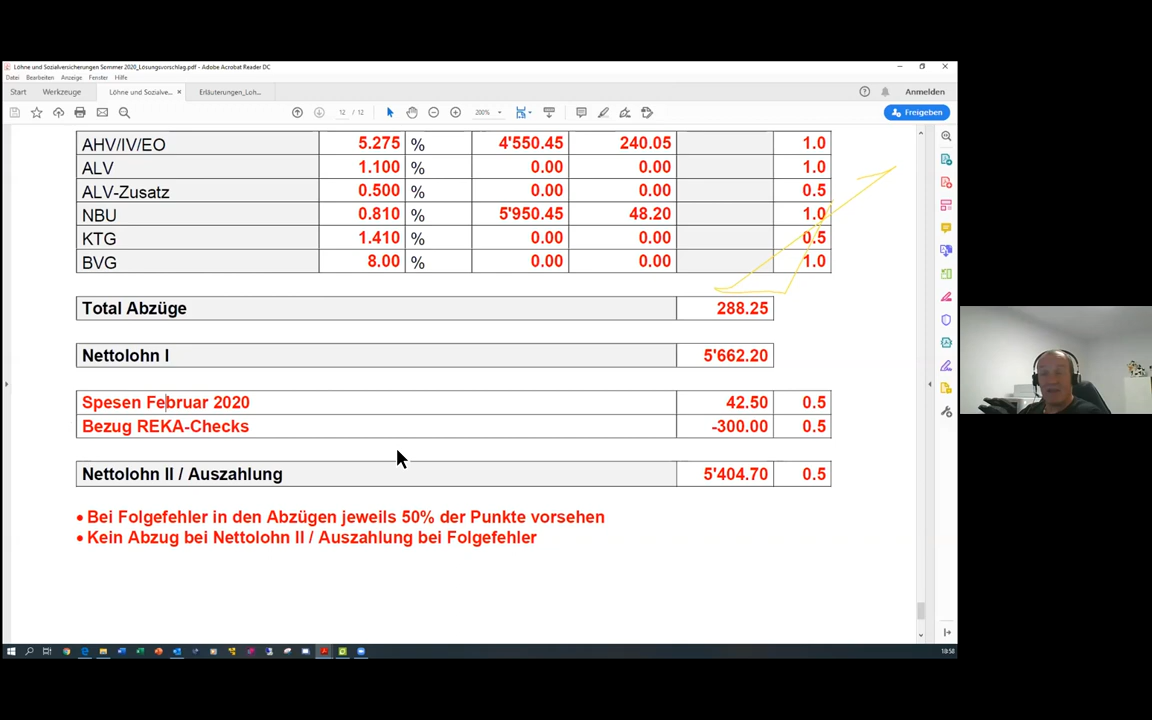 Löhne und Sozialversicherungen Sommer 2020_Lösungsvorschlag.pdf - Adobe Acrobat Reader DC
Datei Bearbeiten Anzeige Fenster Hilfe
Start Werkzeuge Löhne und Sozialve... × Erläuterungen_Loh... Anmelden
12 / 12 200% Freigeben
AHV/IV/EO 5.275 % 4'550.45 240.05 1.0
ALV 1.100 % 0.00 0.00 1.0
ALV-Zusatz 0.500 % 0.00 0.00 0.5
NBU 0.810 % 5'950.45 48.20 1.0
KTG 1.410 % 0.00 0.00 0.5
BVG 8.00 % 0.00 0.00 1.0
Total Abzüge 288.25
Nettolohn I 5'662.20
Spesen Februar 2020 42.50 0.5
Bezug REKA-Checks -300.00 0.5
Nettolohn II / Auszahlung 5'404.70 0.5
• Bei Folgefehler in den Abzügen jeweils 50% der Punkte vorsehen
• Kein Abzug bei Nettolohn II / Auszahlung bei Folgefehler
18:58